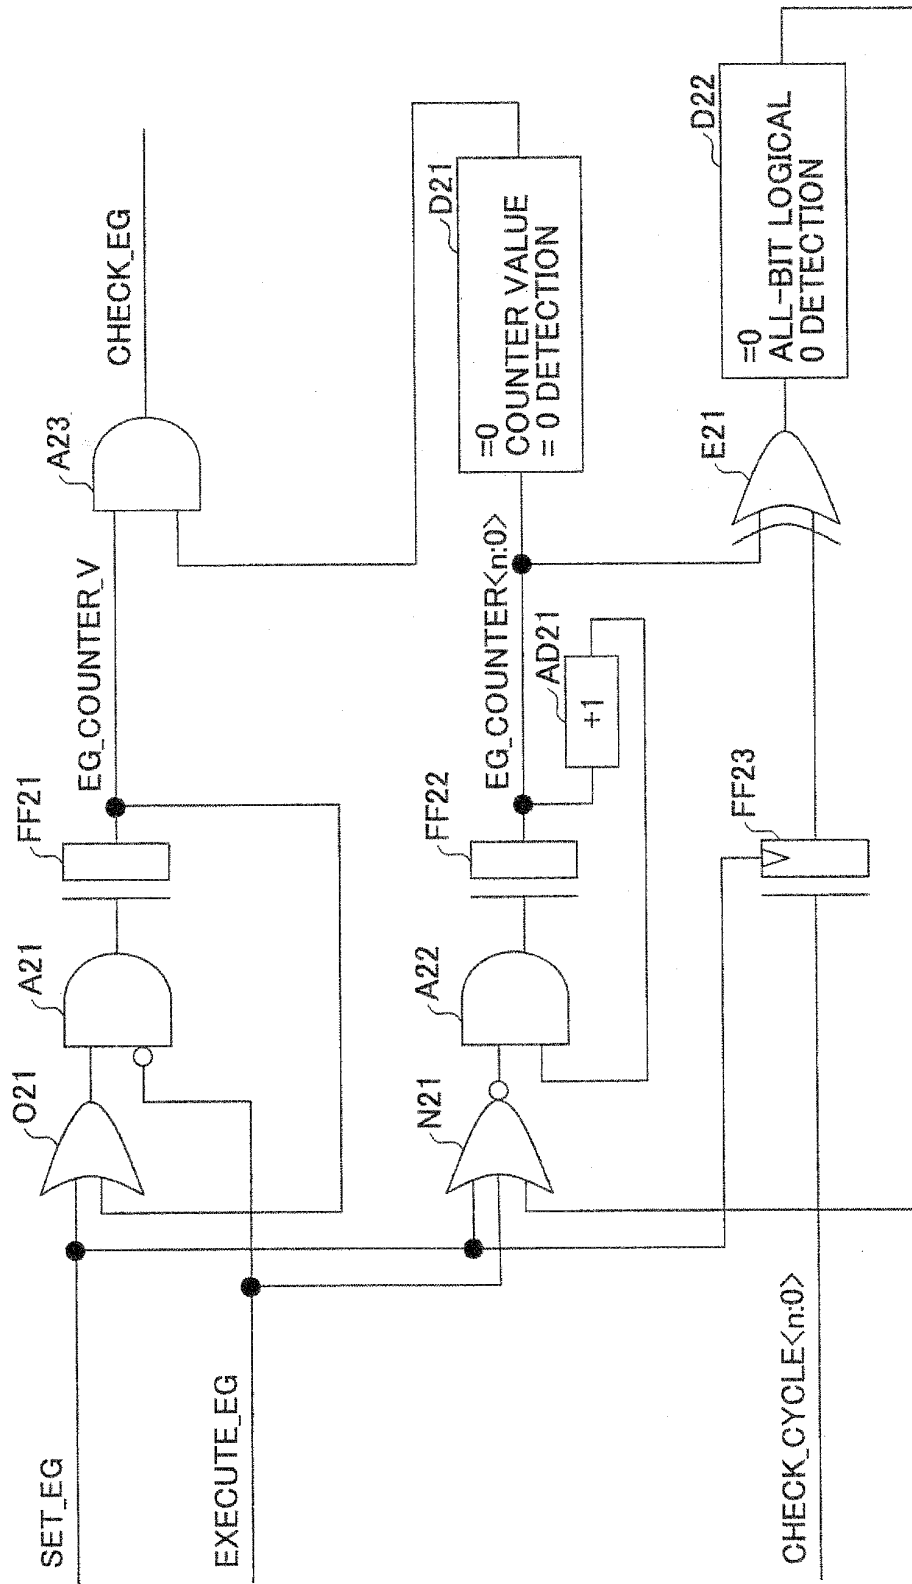 SET_EG
EXECUTE_EG
CHECK_CYCLE<n:0>
O21
A21
FF21
EG_COUNTER_V
A23
CHECK_EG
N21
A22
FF22
EG_COUNTER<n:0>
AD21
+1
D21
=0
COUNTER VALUE
= 0 DETECTION
FF23
E21
D22
=0
ALL-BIT LOGICAL
0 DETECTION